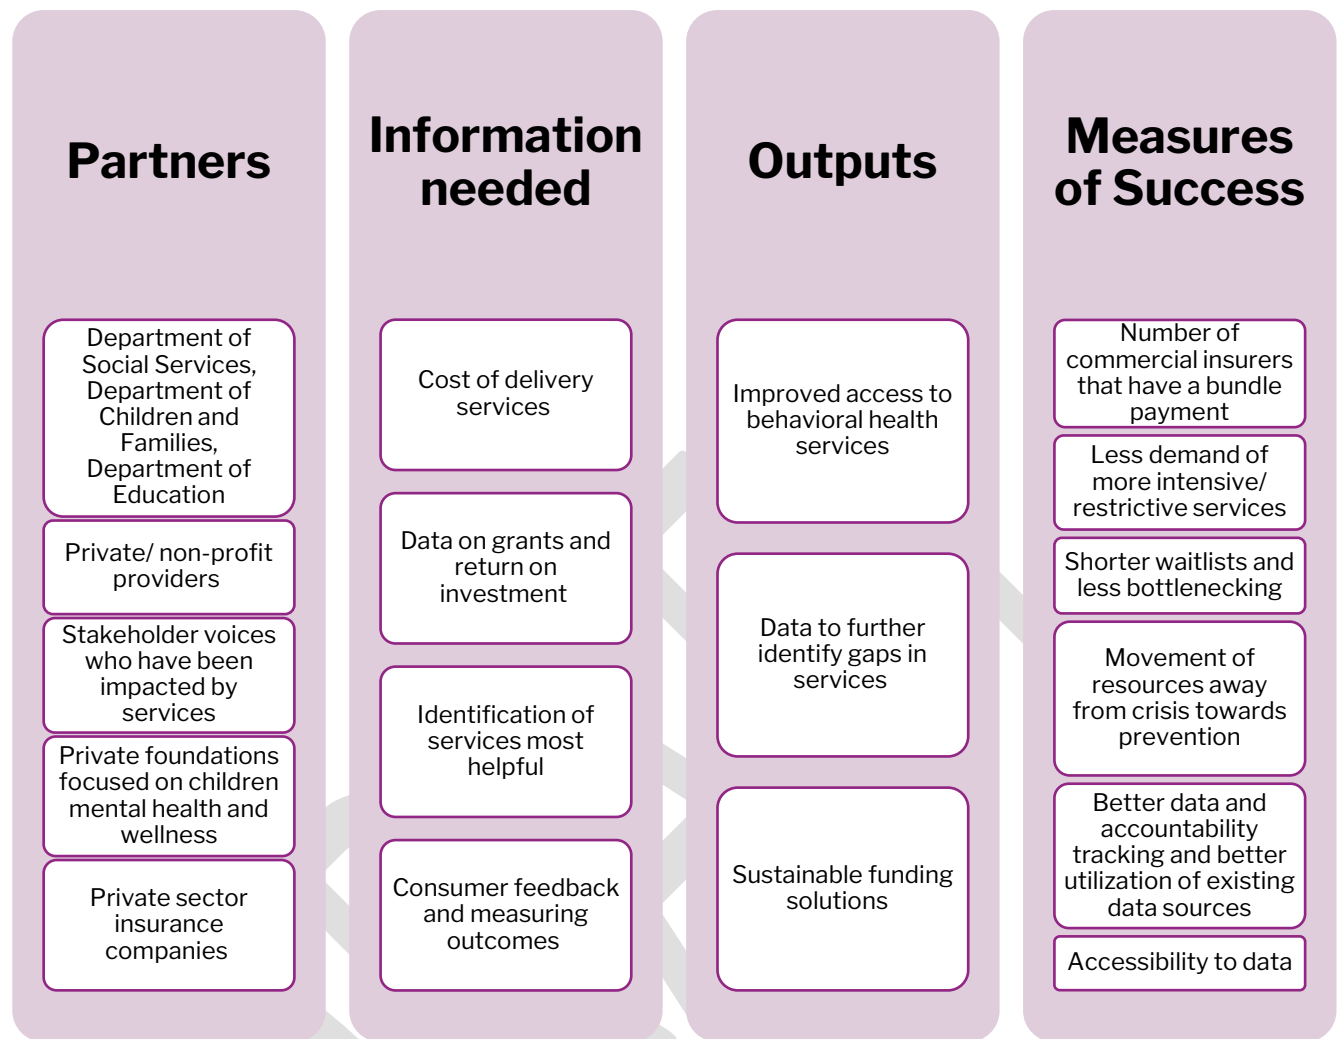 Partners
Department of
Social Services,
Department of
Children and
Families,
Department of
Education
Private/ non-profit
providers
Stakeholder voices
who have been
impacted by
services
Private foundations
focused on children
mental health and
wellness
Private sector
insurance
companies
Information
needed
Cost of delivery
services
Data on grants and
return on
investment
Identification of
services most
helpful
Consumer feedback
and measuring
outcomes
Outputs
Improved access to
behavioral health
services
Data to further
identify gaps in
services
Sustainable funding
solutions
Measures
of Success
Number of
commercial insurers
that have a bundle
payment
Less demand of
more intensive/
restrictive services
Shorter waitlists and
less bottlenecking
Movement of
resources away
from crisis towards
prevention
Better data and
accountability
tracking and better
utilization of existing
data sources
Accessibility to data